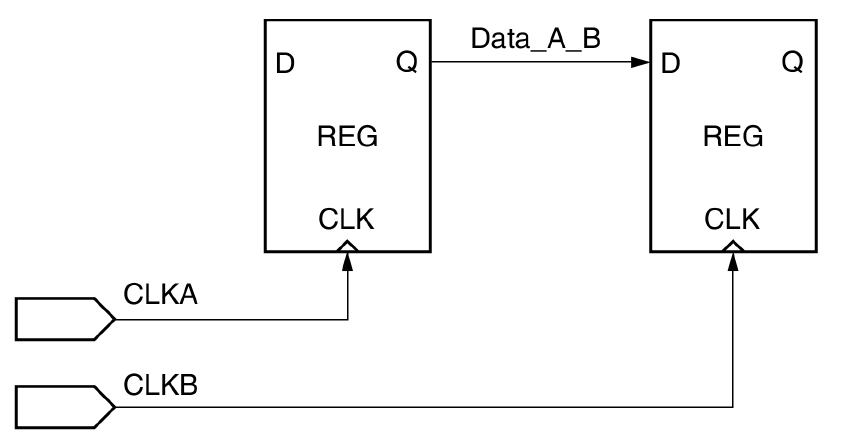 Data_A_B
D Q
D Q
REG
REG
CLK
CLK
CLKA
CLKB